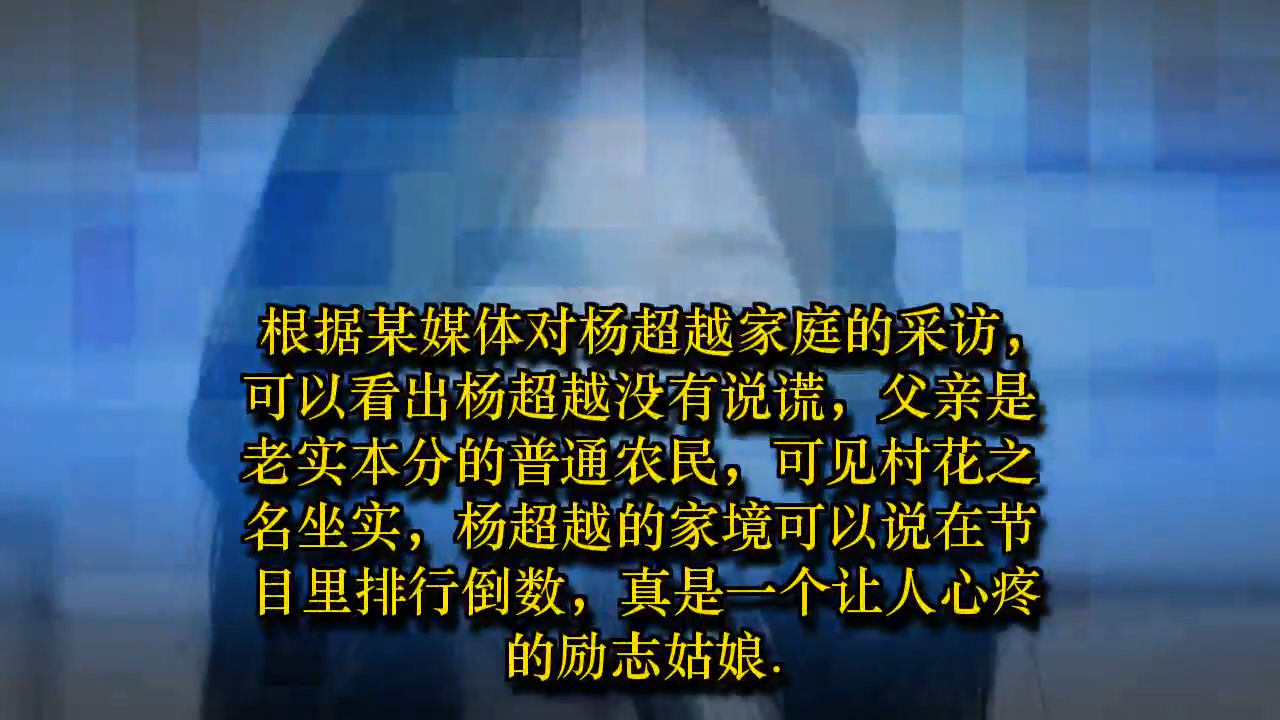 根据某媒体对杨超越家庭的采访，
可以看出杨超越没有说谎，父亲是
老实本分的普通农民，可见村花之
名坐实，杨超越的家境可以说在节
目里排行倒数，真是一个让人心疼
的励志姑娘.